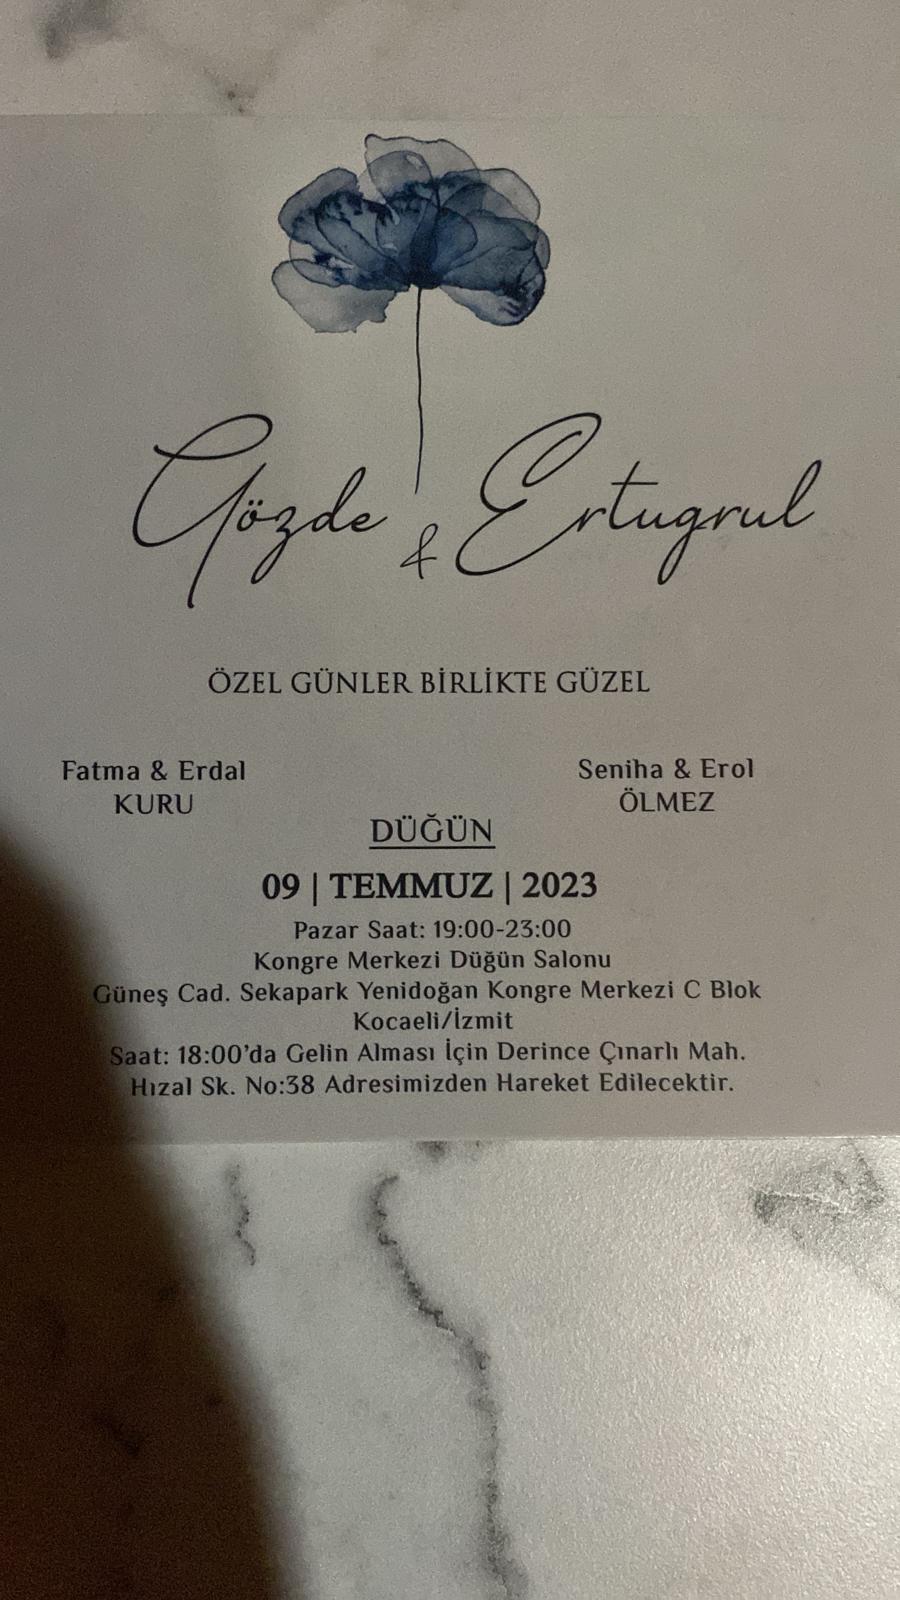 Gözde & Ertugrul
ÖZEL GÜNLER BİRLİKTE GÜZEL
Fatma & Erdal
KURU
Seniha & Erol
ÖLMEZ
DÜĞÜN
09 | TEMMUZ | 2023
Pazar Saat: 19:00-23:00
Kongre Merkezi Düğün Salonu
Güneş Cad. Sekapark Yenidoğan Kongre Merkezi C Blok
Kocaeli/İzmit
Saat: 18:00’da Gelin Alması İçin Derince Çınarlı Mah.
Hızal Sk. No:38 Adresimizden Hareket Edilecektir.